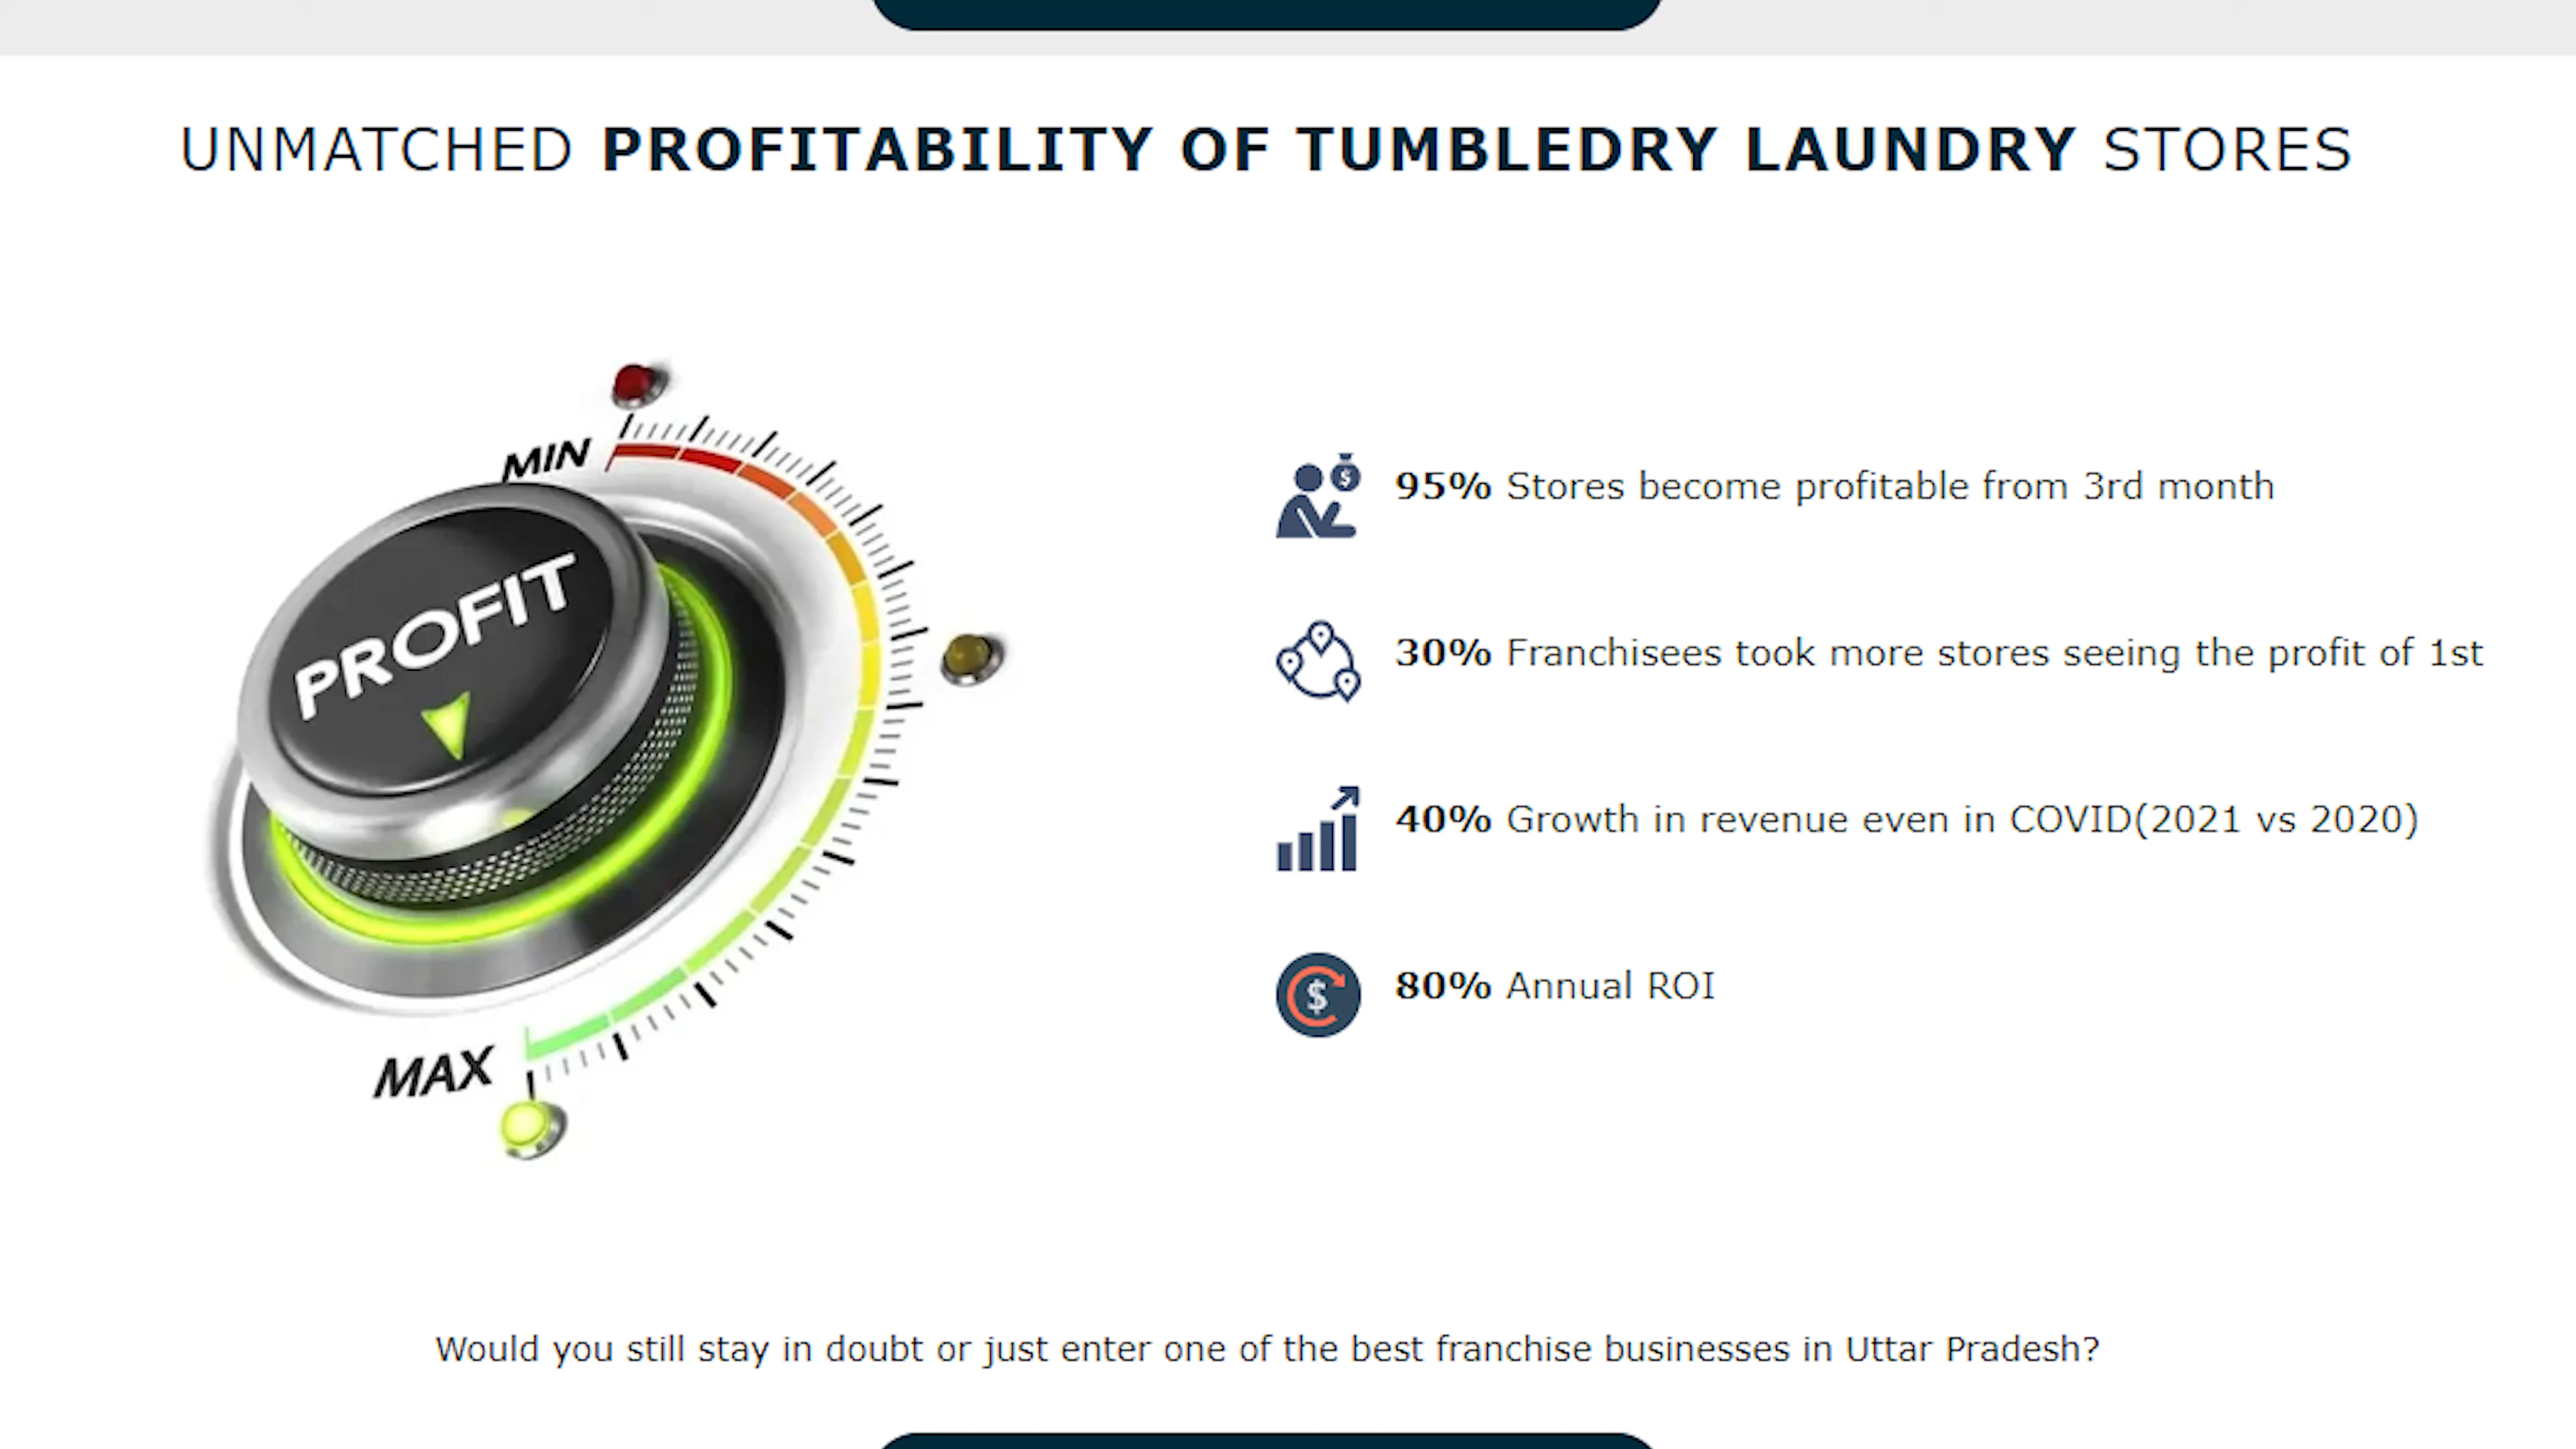 UNMATCHED PROFITABILITY OF TUMBLEDRY LAUNDRY STORES
MIN
PROFIT
MAX
95% Stores become profitable from 3rd month
30% Franchisees took more stores seeing the profit of 1st
40% Growth in revenue even in COVID(2021 vs 2020)
80% Annual ROI
Would you still stay in doubt or just enter one of the best franchise businesses in Uttar Pradesh?